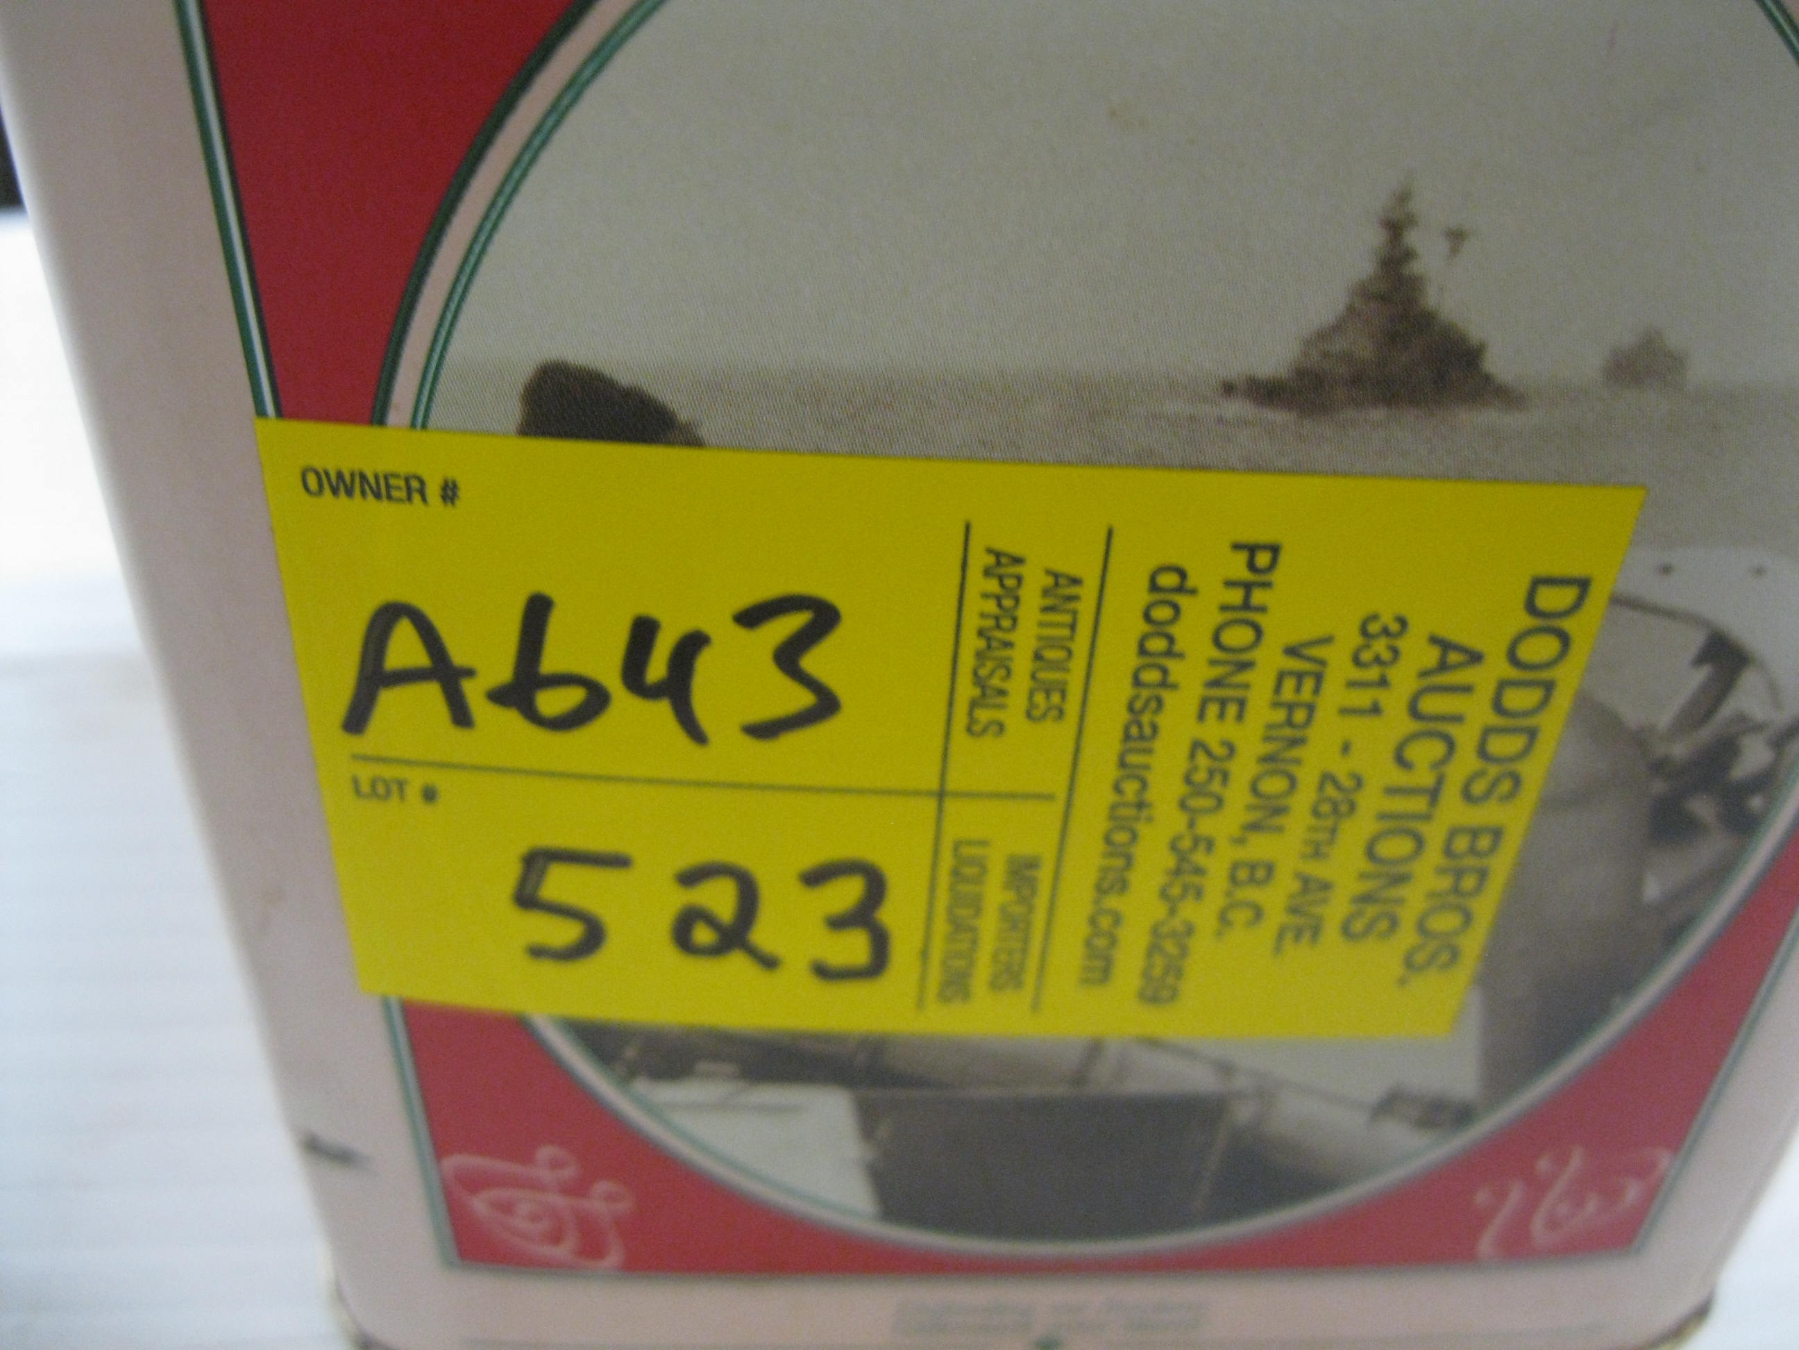 OWNER #
A643
LOT #
523
ANTIQUES
APPRAISALS
IMPORTERS
LIQUIDATIONS
DODDS BROS.
AUCTIONS
3311 - 28TH AVE
VERNON, B.C.
PHONE 250-545-3259
doddsauctions.com